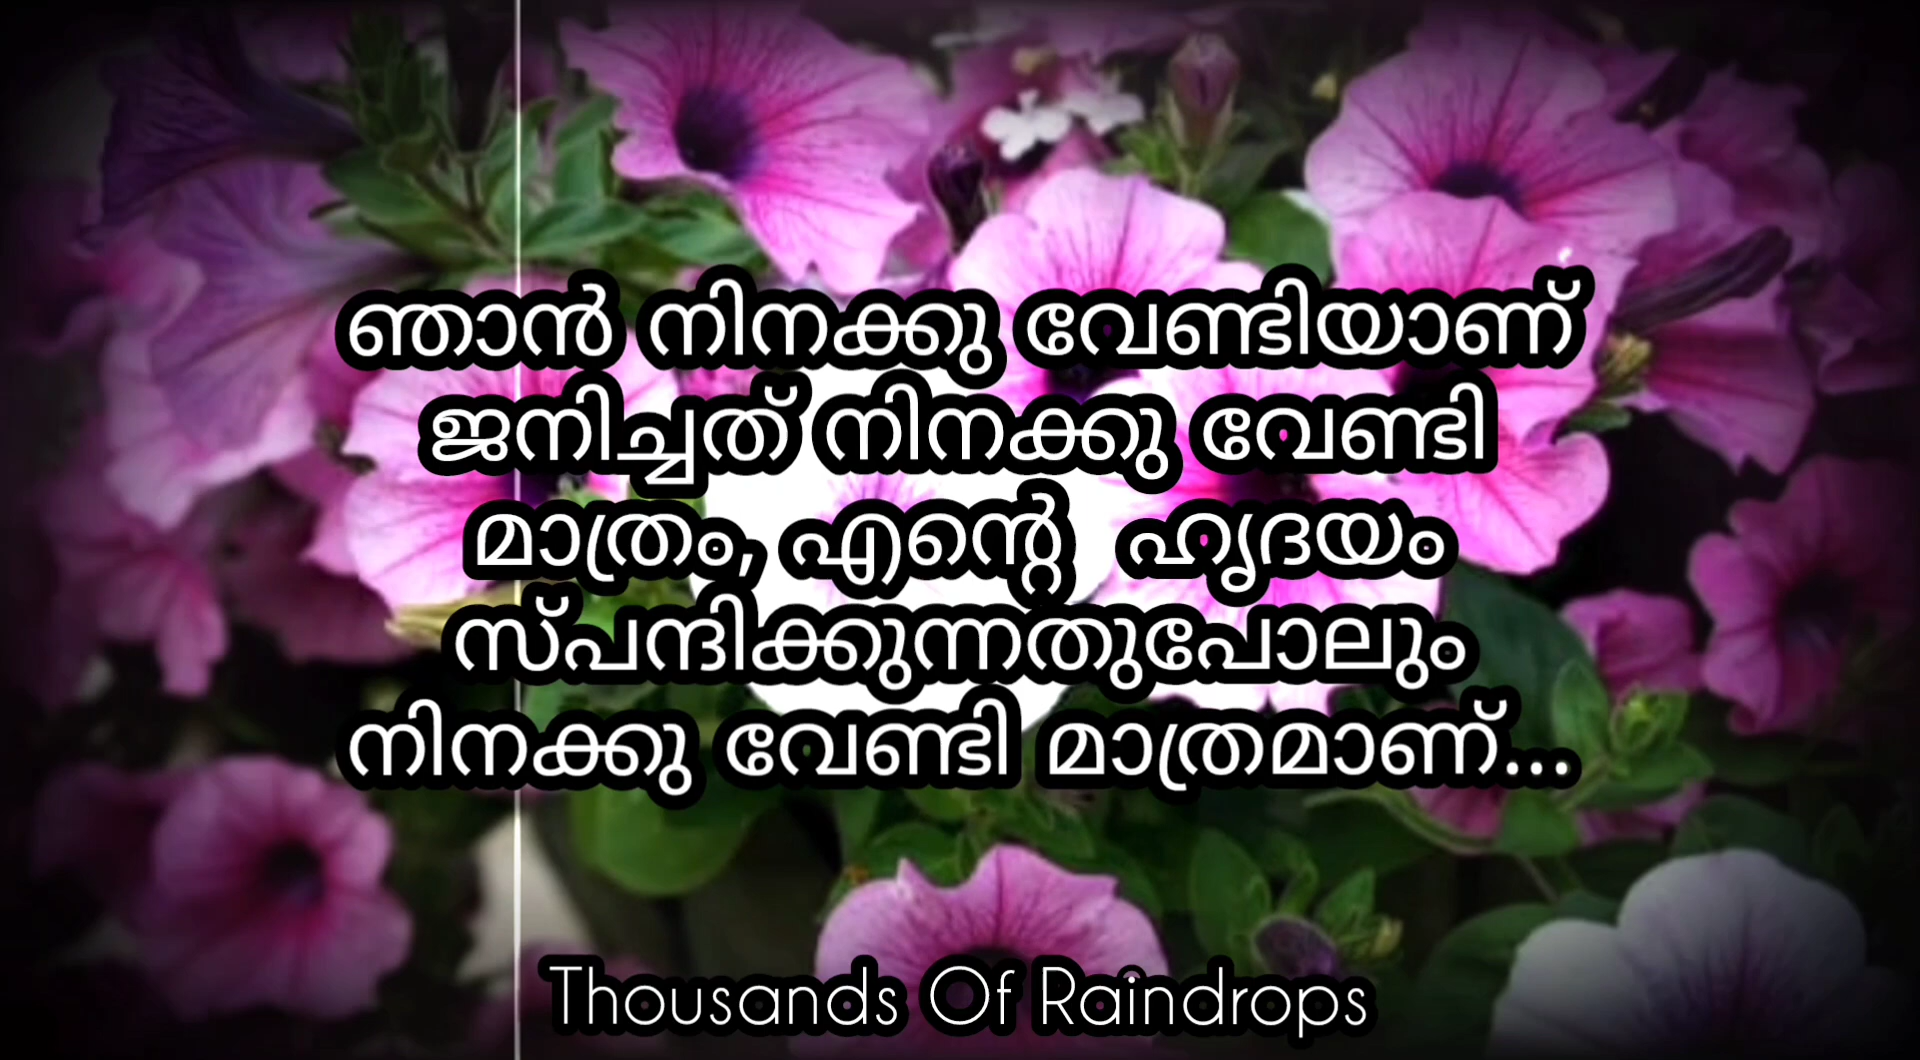 ഞാൻ നിനക്കു വേണ്ടിയാണ്
ജനിച്ചത് നിനക്കു വേണ്ടി
മാത്രം, എന്റെ ഹൃദയം
സ്പന്ദിക്കുന്നതുപോലും
നിനക്കു വേണ്ടി മാത്രമാണ്...
Thousands Of Raindrops